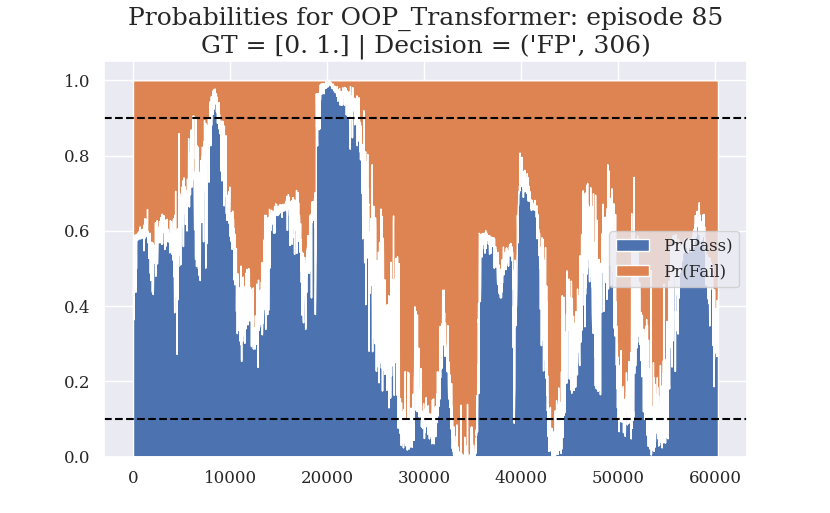 Probabilities for OOP_Transformer: episode 85
GT = [0. 1.] | Decision = ('FP', 306)
1.0
0.8
0.6
0.4
0.2
0.0
Pr(Pass)
Pr(Fail)
0 10000 20000 30000 40000 50000 60000